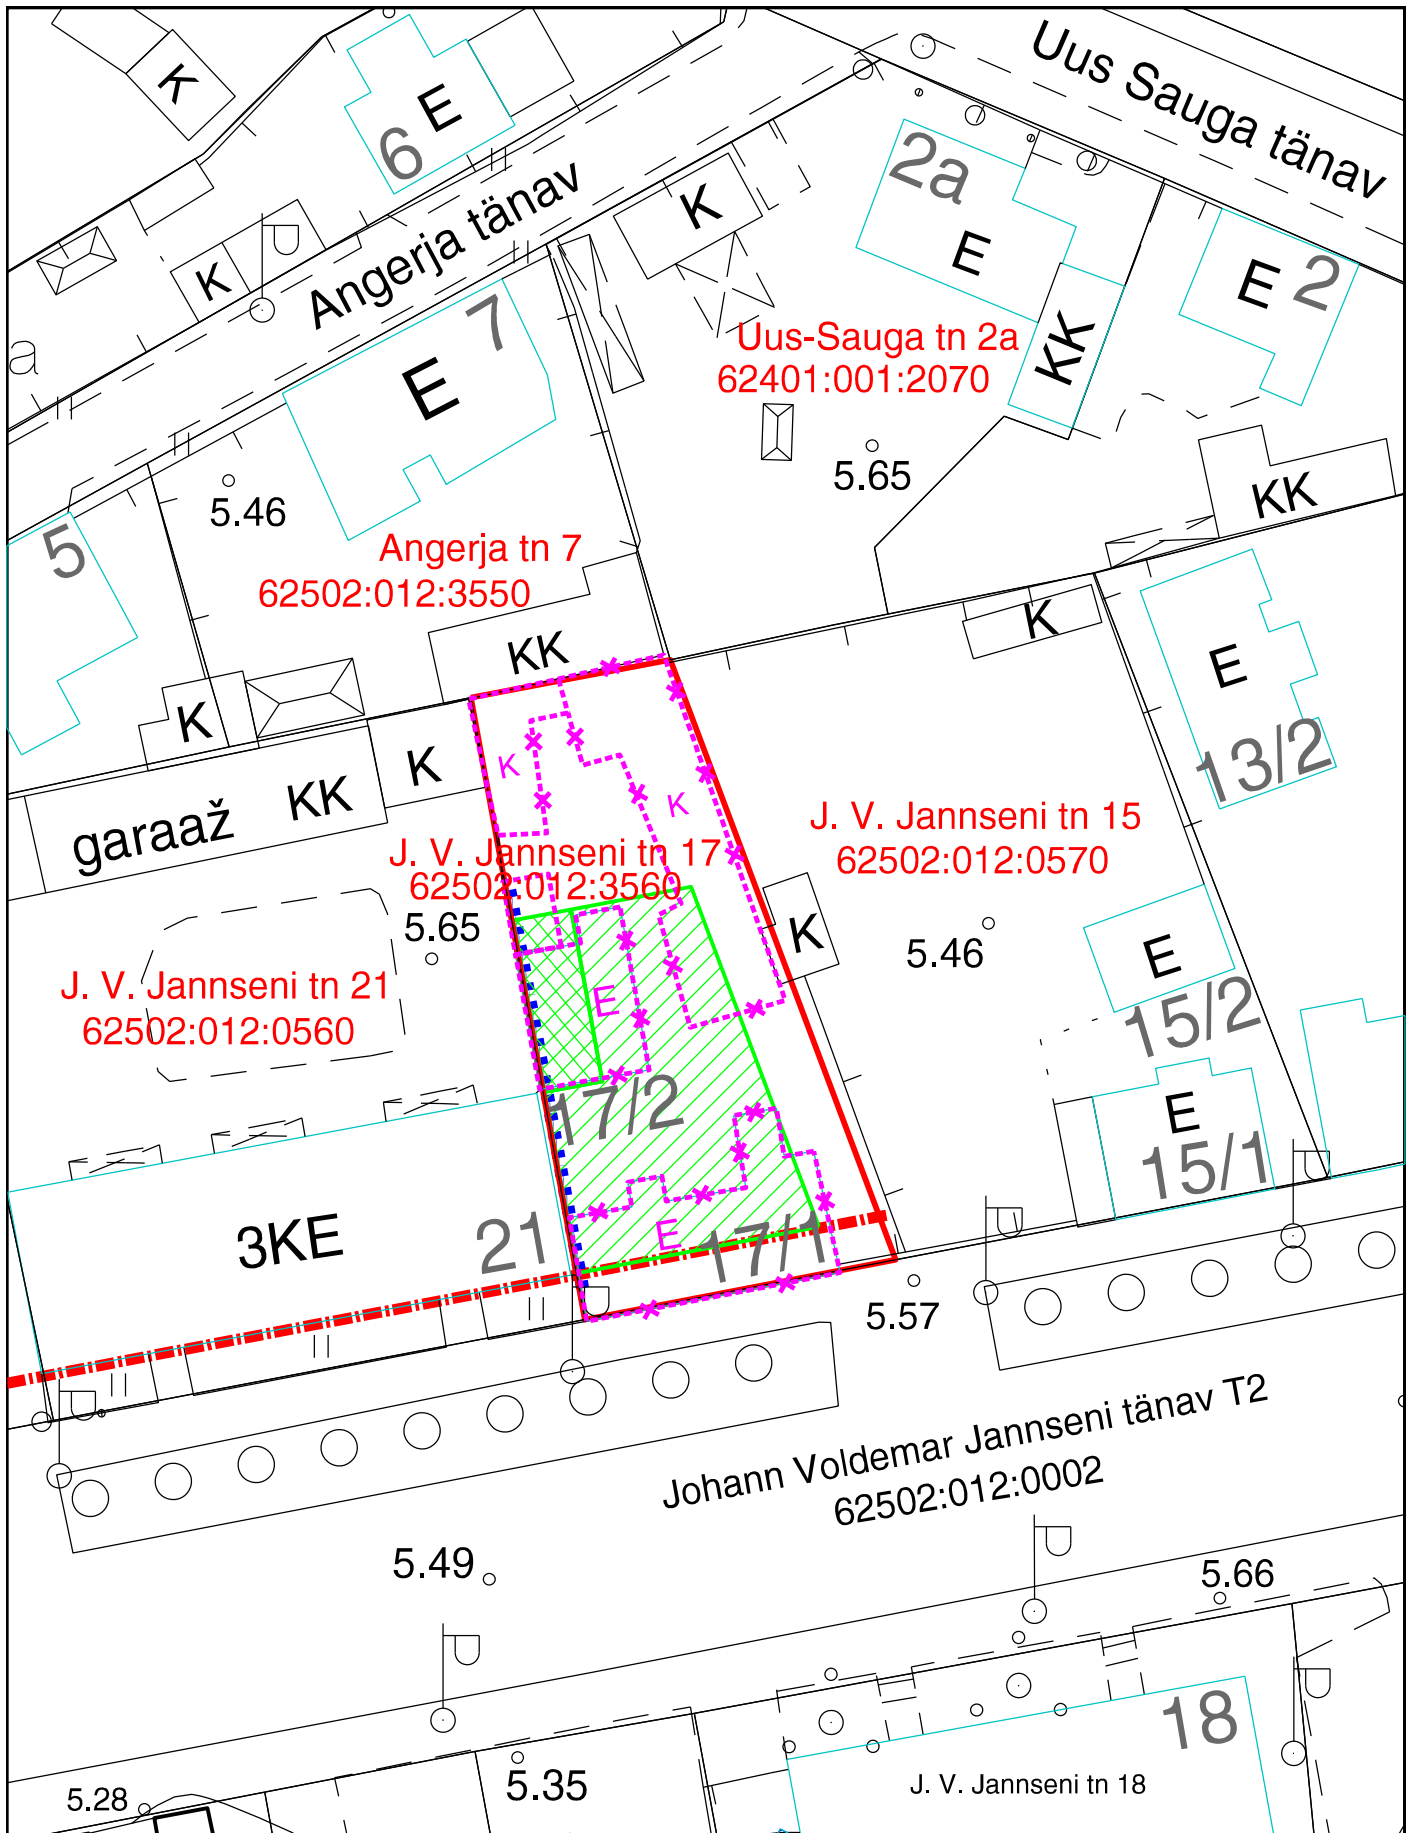 K
6
E
Uus Sauga tänav
Angerja tänav
K
2a
E
K
E
2
a
7
E
Uus-Sauga tn 2a
62401:001:2070
KK
5.46
5.65
KK
5
Angerja tn 7
62502:012:3550
KK
K
E
13/2
K
K
K
K
garaaž
KK
J. V. Jannseni tn 17
62502:012:3560
J. V. Jannseni tn 15
62502:012:0570
5.65
K
5.46
E
15/2
J. V. Jannseni tn 21
62502:012:0560
E
17/2
E
15/1
3KE
21
E
17/1
5.57
Johann Voldemar Jannseni tänav T2
62502:012:0002
5.49
5.66
18
5.28
5.35
J. V. Jannseni tn 18